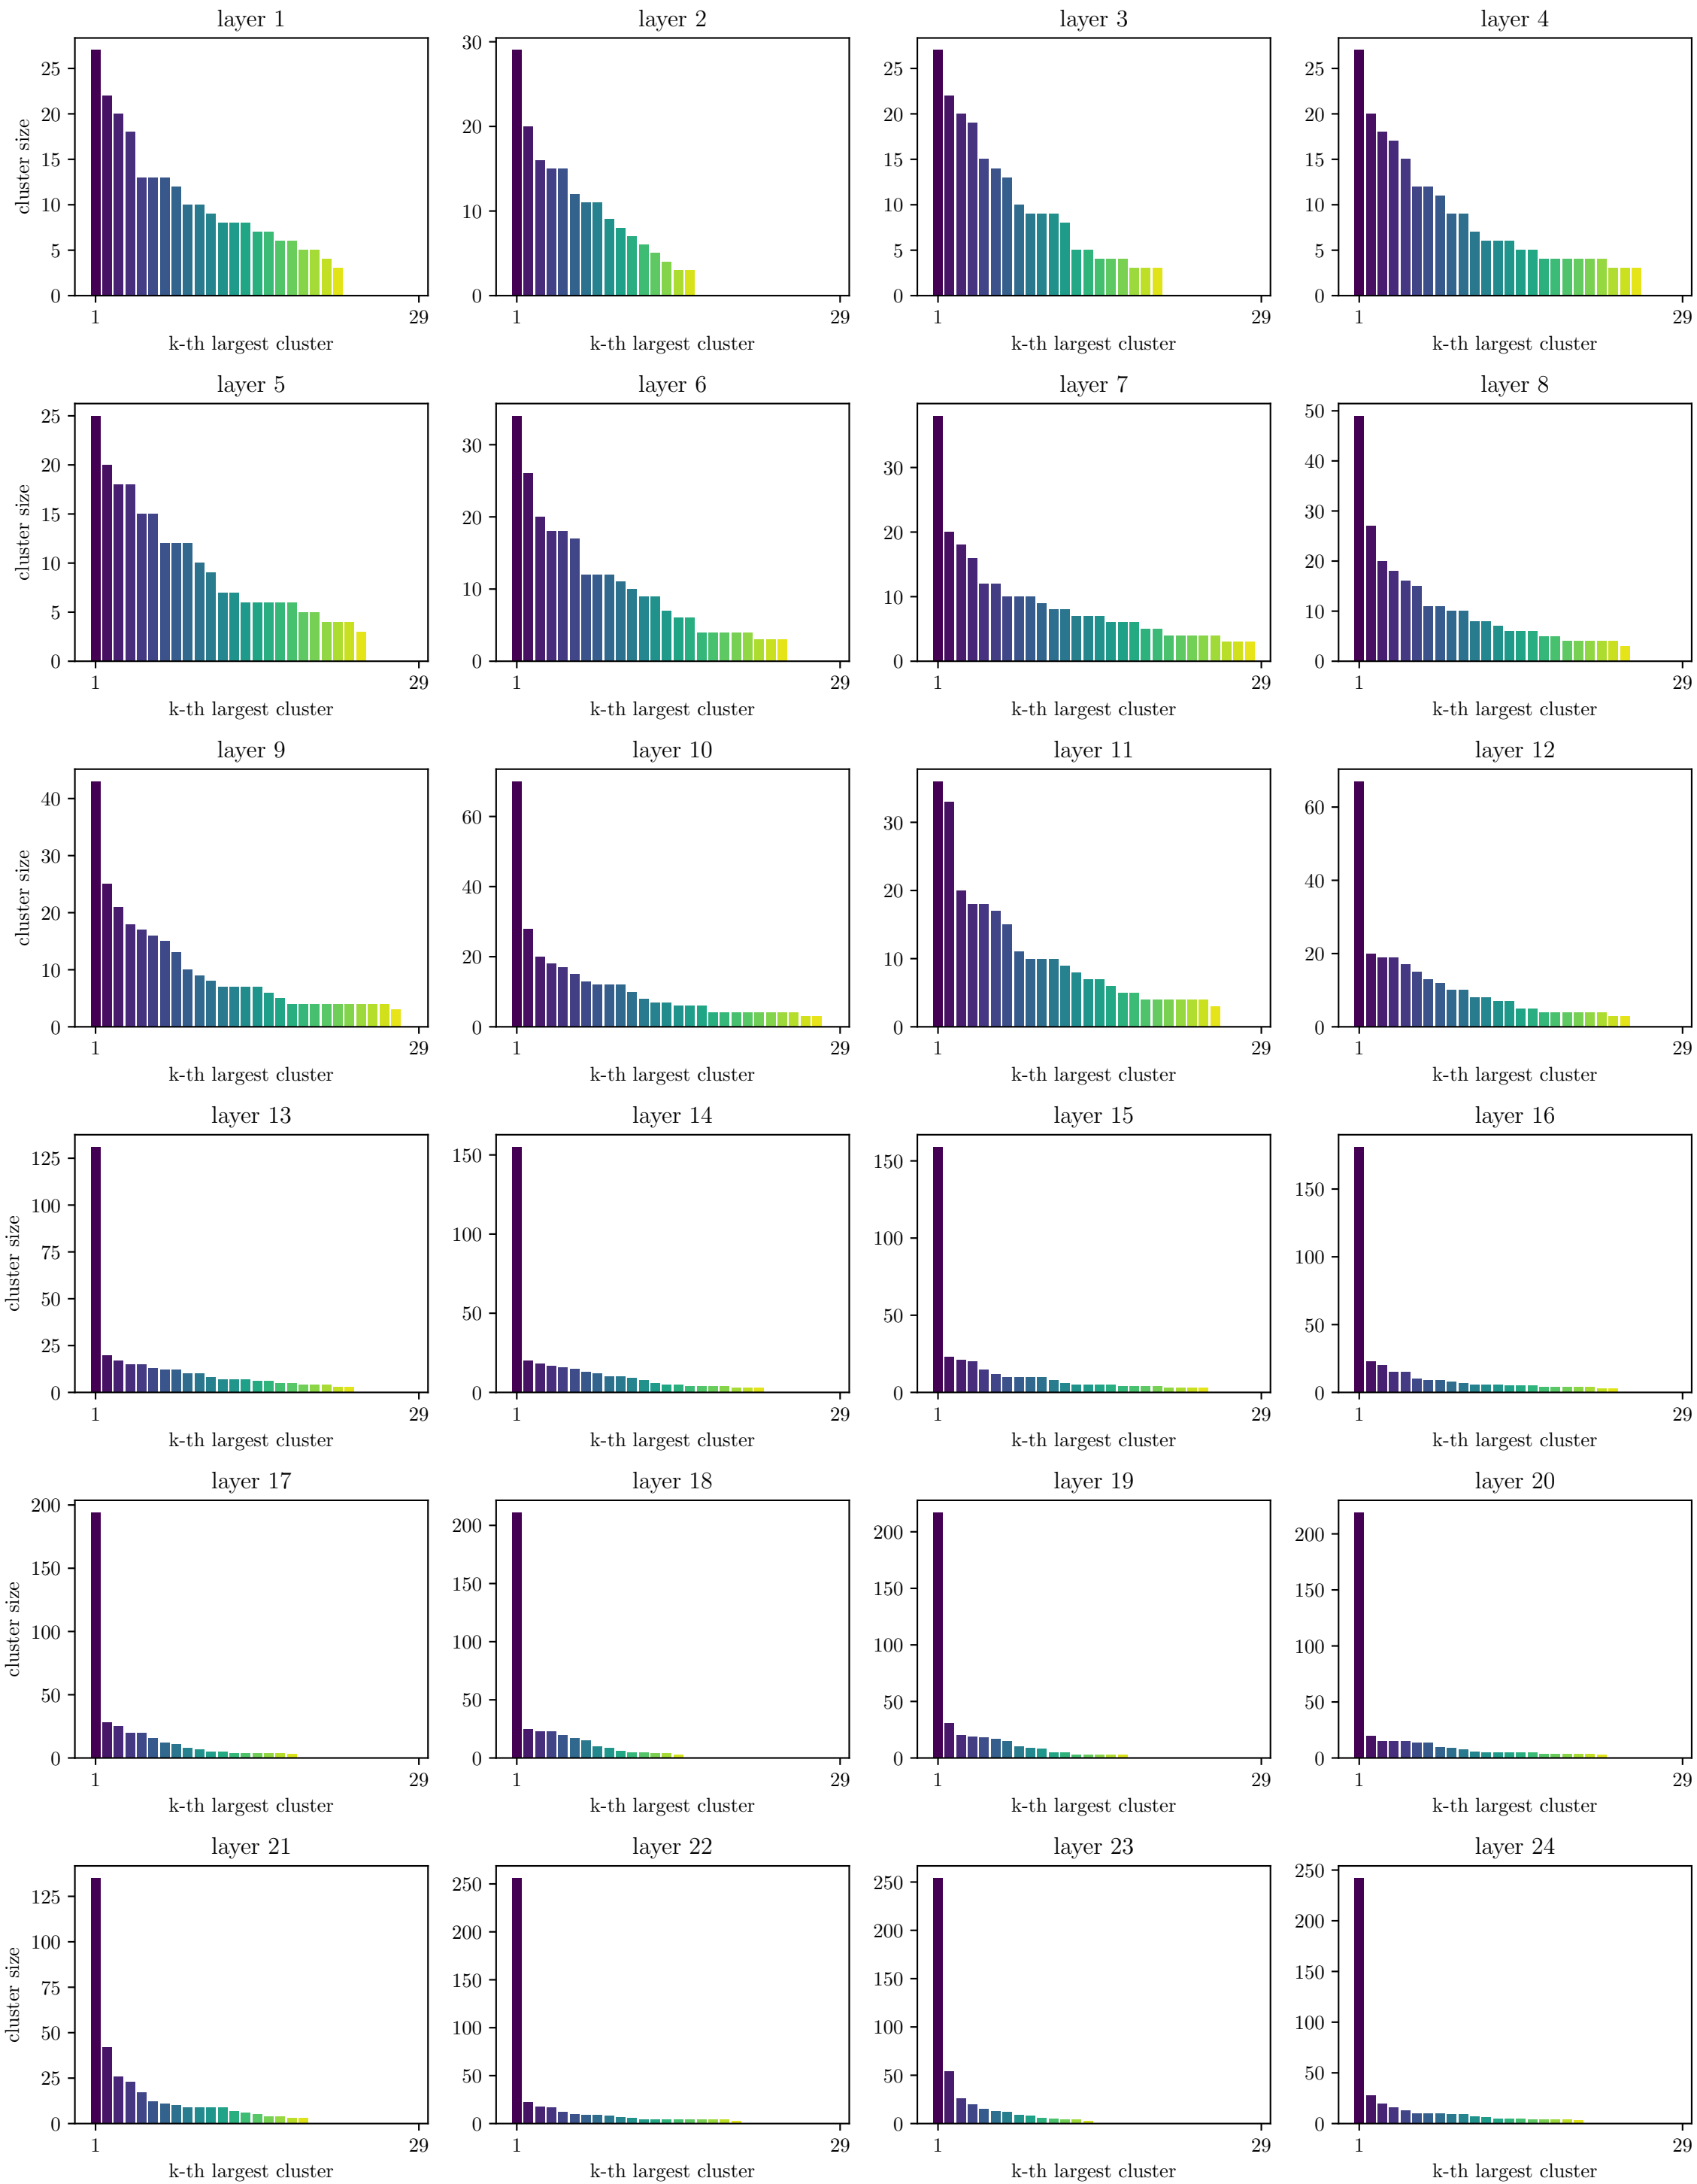 layer 1
layer 2
layer 3
layer 4
cluster size
25
20
15
10
5
0
30
20
10
0
25
20
15
10
5
0
25
20
15
10
5
0
1 29
1 29
1 29
1 29
k-th largest cluster
k-th largest cluster
k-th largest cluster
k-th largest cluster
layer 5
layer 6
layer 7
layer 8
cluster size
25
20
15
10
5
0
30
20
10
0
30
20
10
0
50
40
30
20
10
0
1 29
1 29
1 29
1 29
k-th largest cluster
k-th largest cluster
k-th largest cluster
k-th largest cluster
layer 9
layer 10
layer 11
layer 12
cluster size
40
30
20
10
0
60
40
20
0
30
20
10
0
60
40
20
0
1 29
1 29
1 29
1 29
k-th largest cluster
k-th largest cluster
k-th largest cluster
k-th largest cluster
layer 13
layer 14
layer 15
layer 16
cluster size
125
100
75
50
25
0
150
100
50
0
150
100
50
0
150
100
50
0
1 29
1 29
1 29
1 29
k-th largest cluster
k-th largest cluster
k-th largest cluster
k-th largest cluster
layer 17
layer 18
layer 19
layer 20
cluster size
200
150
100
50
0
200
150
100
50
0
200
150
100
50
0
200
150
100
50
0
1 29
1 29
1 29
1 29
k-th largest cluster
k-th largest cluster
k-th largest cluster
k-th largest cluster
layer 21
layer 22
layer 23
layer 24
cluster size
125
100
75
50
25
0
250
200
150
100
50
0
250
200
150
100
50
0
250
200
150
100
50
0
1 29
1 29
1 29
1 29
k-th largest cluster
k-th largest cluster
k-th largest cluster
k-th largest cluster